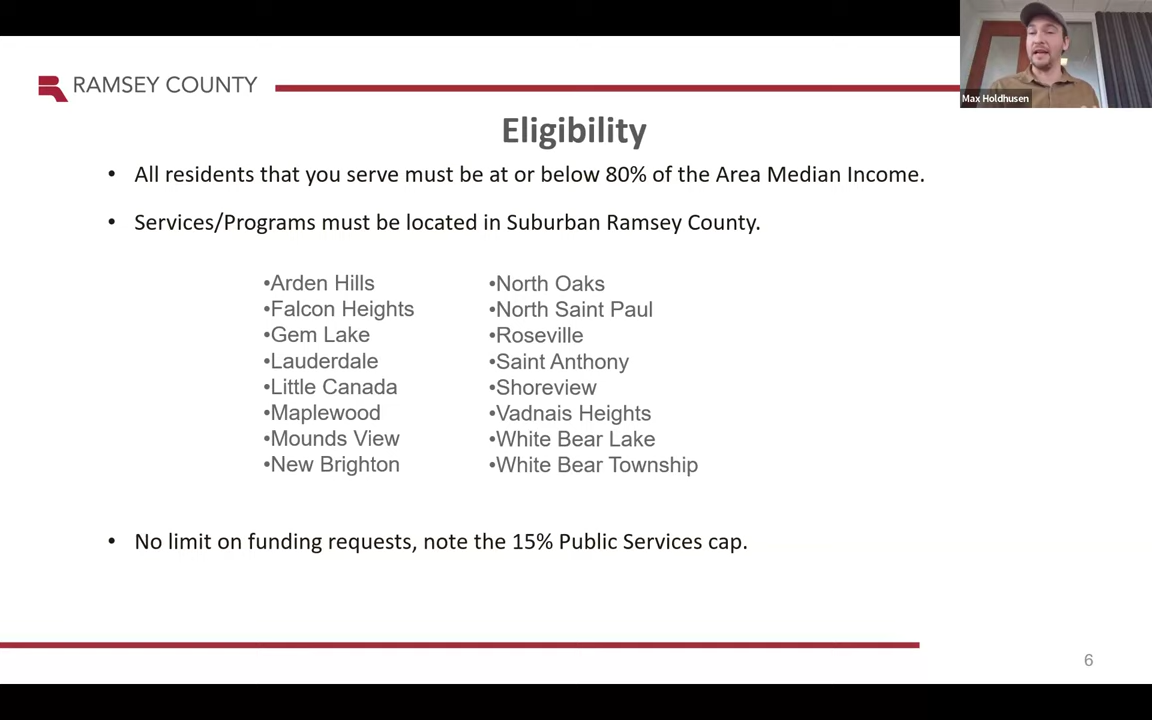 RAMSEY COUNTY
Max Holdhusen
Eligibility
• All residents that you serve must be at or below 80% of the Area Median Income.
• Services/Programs must be located in Suburban Ramsey County.
•Arden Hills
•Falcon Heights
•Gem Lake
•Lauderdale
•Little Canada
•Maplewood
•Mounds View
•New Brighton
•North Oaks
•North Saint Paul
•Roseville
•Saint Anthony
•Shoreview
•Vadnais Heights
•White Bear Lake
•White Bear Township
• No limit on funding requests, note the 15% Public Services cap.
6